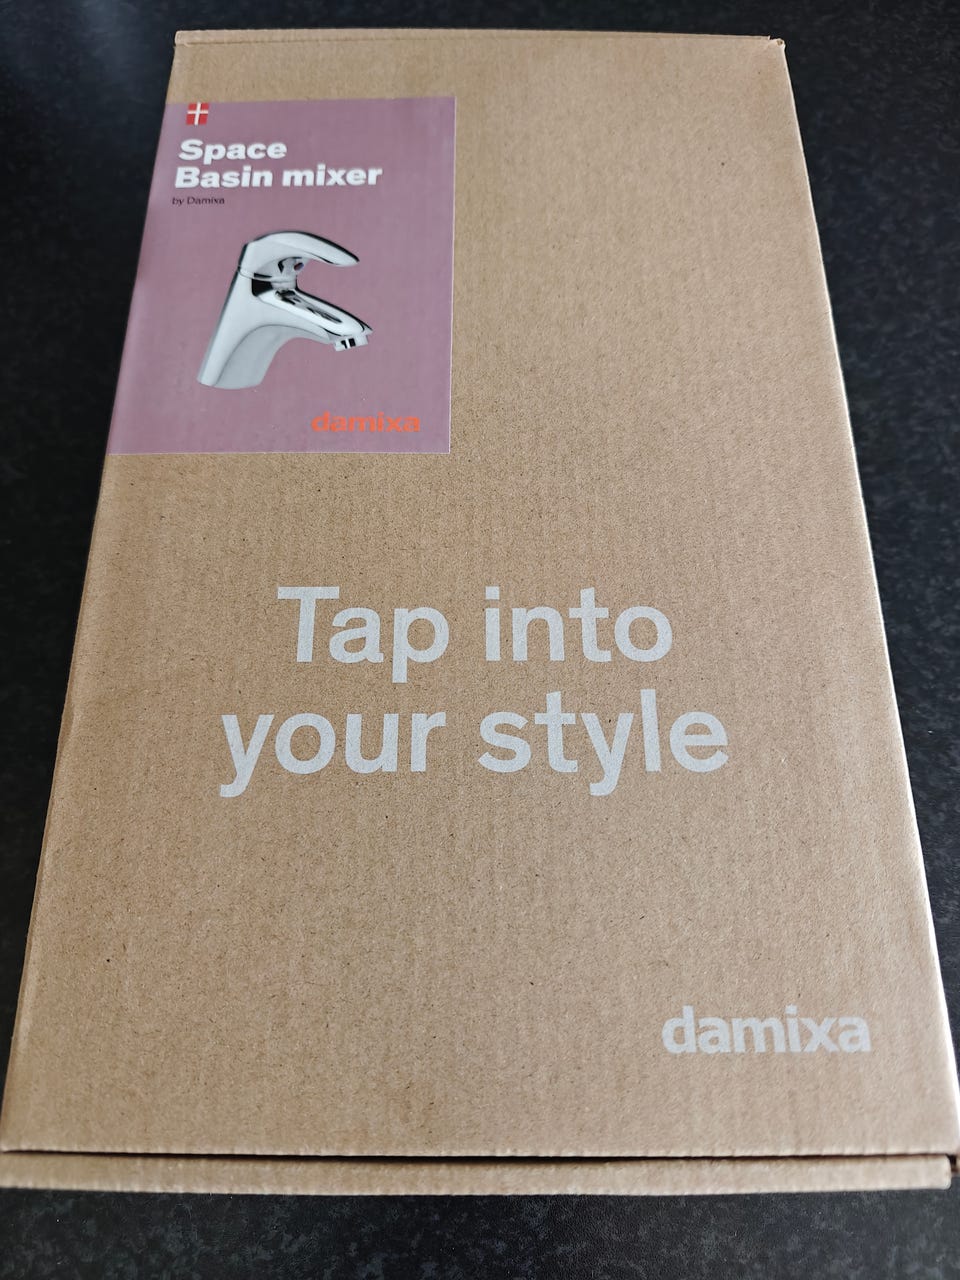 Space
Basin mixer
by Damixa
damixa
Tap into
your style
damixa